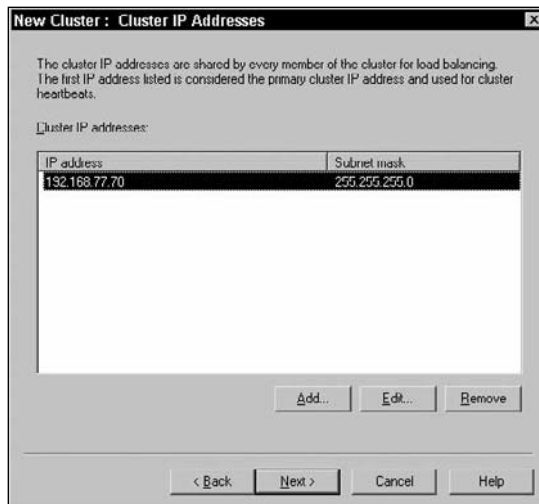 New Cluster : Cluster IP Addresses
The cluster IP addresses are shared by every member of the cluster for load balancing.
The first IP address listed is considered the primary cluster IP address and used for cluster
heartbeats.
Cluster IP addresses:
IP address Subnet mask
192.168.77.70 255.255.255.0
Add... Edit... Remove
< Back Next > Cancel Help